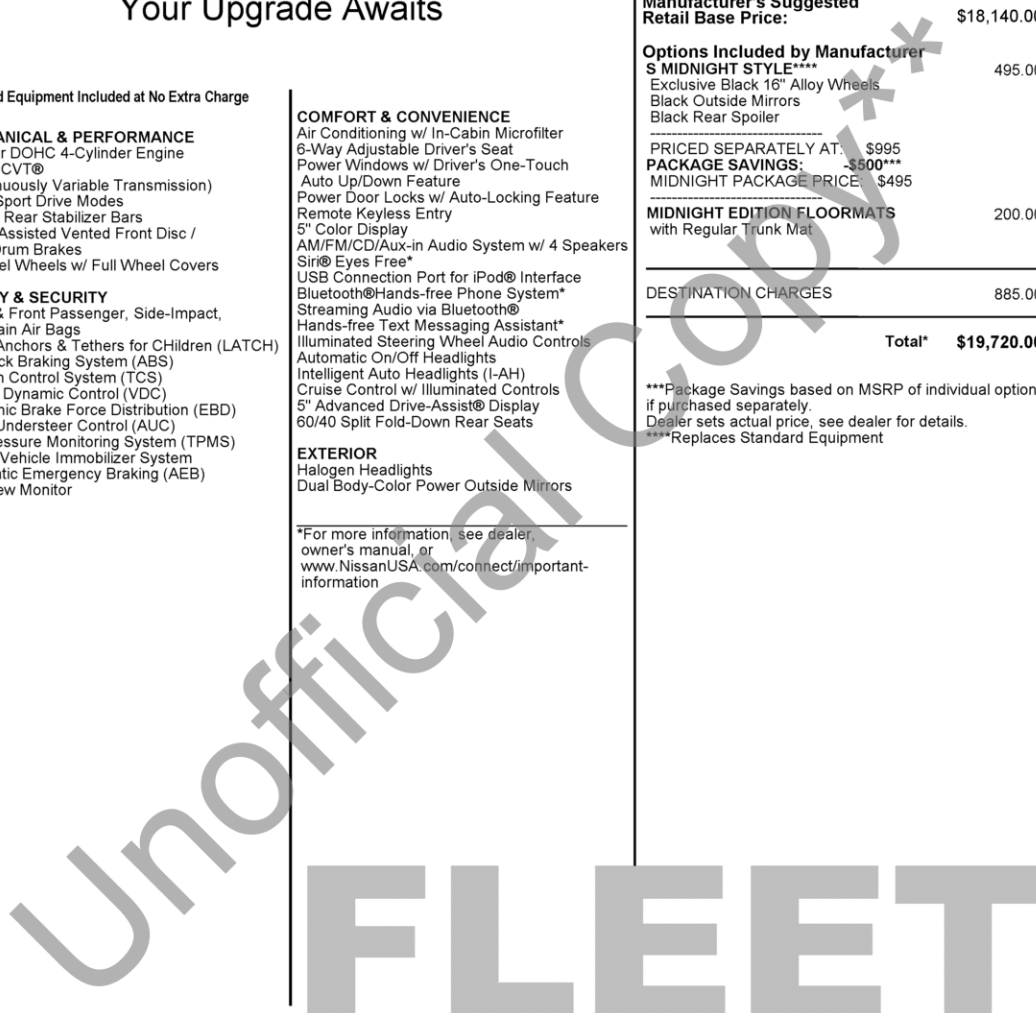 Your Upgrade Awaits
d Equipment Included at No Extra Charge
ANICAL & PERFORMANCE
r DOHC 4-Cylinder Engine
CVT®
nuously Variable Transmission)
Sport Drive Modes
Rear Stabilizer Bars
Assisted Vented Front Disc /
Drum Brakes
el Wheels w/ Full Wheel Covers
Y & SECURITY
& Front Passenger, Side-Impact,
ain Air Bags
Anchors & Tethers for CHildren (LATCH)
ck Braking System (ABS)
n Control System (TCS)
Dynamic Control (VDC)
nic Brake Force Distribution (EBD)
Understeer Control (AUC)
essure Monitoring System (TPMS)
Vehicle Immobilizer System
tic Emergency Braking (AEB)
ew Monitor
COMFORT & CONVENIENCE
Air Conditioning w/ In-Cabin Microfilter
6-Way Adjustable Driver's Seat
Power Windows w/ Driver's One-Touch
Auto Up/Down Feature
Power Door Locks w/ Auto-Locking Feature
Remote Keyless Entry
5" Color Display
AM/FM/CD/Aux-in Audio System w/ 4 Speakers
Siri® Eyes Free*
USB Connection Port for iPod® Interface
Bluetooth®Hands-free Phone System*
Streaming Audio via Bluetooth®
Hands-free Text Messaging Assistant*
Illuminated Steering Wheel Audio Controls
Automatic On/Off Headlights
Intelligent Auto Headlights (I-AH)
Cruise Control w/ Illuminated Controls
5" Advanced Drive-Assist® Display
60/40 Split Fold-Down Rear Seats
EXTERIOR
Halogen Headlights
Dual Body-Color Power Outside Mirrors
*For more information, see dealer,
owner's manual, or
www.NissanUSA.com/connect/important-
information
Manufacturer's Suggested
Retail Base Price: $18,140.00
Options Included by Manufacturer
S MIDNIGHT STYLE**** 495.00
Exclusive Black 16" Alloy Wheels
Black Outside Mirrors
Black Rear Spoiler
--------------------------------
PRICED SEPARATELY AT: $995
PACKAGE SAVINGS: -$500***
MIDNIGHT PACKAGE PRICE: $495
--------------------------------
MIDNIGHT EDITION FLOORMATS 200.00
with Regular Trunk Mat
DESTINATION CHARGES 885.00
Total* $19,720.00
***Package Savings based on MSRP of individual option
if purchased separately.
Dealer sets actual price, see dealer for details.
****Replaces Standard Equipment
Unofficial Copy**
FLEET